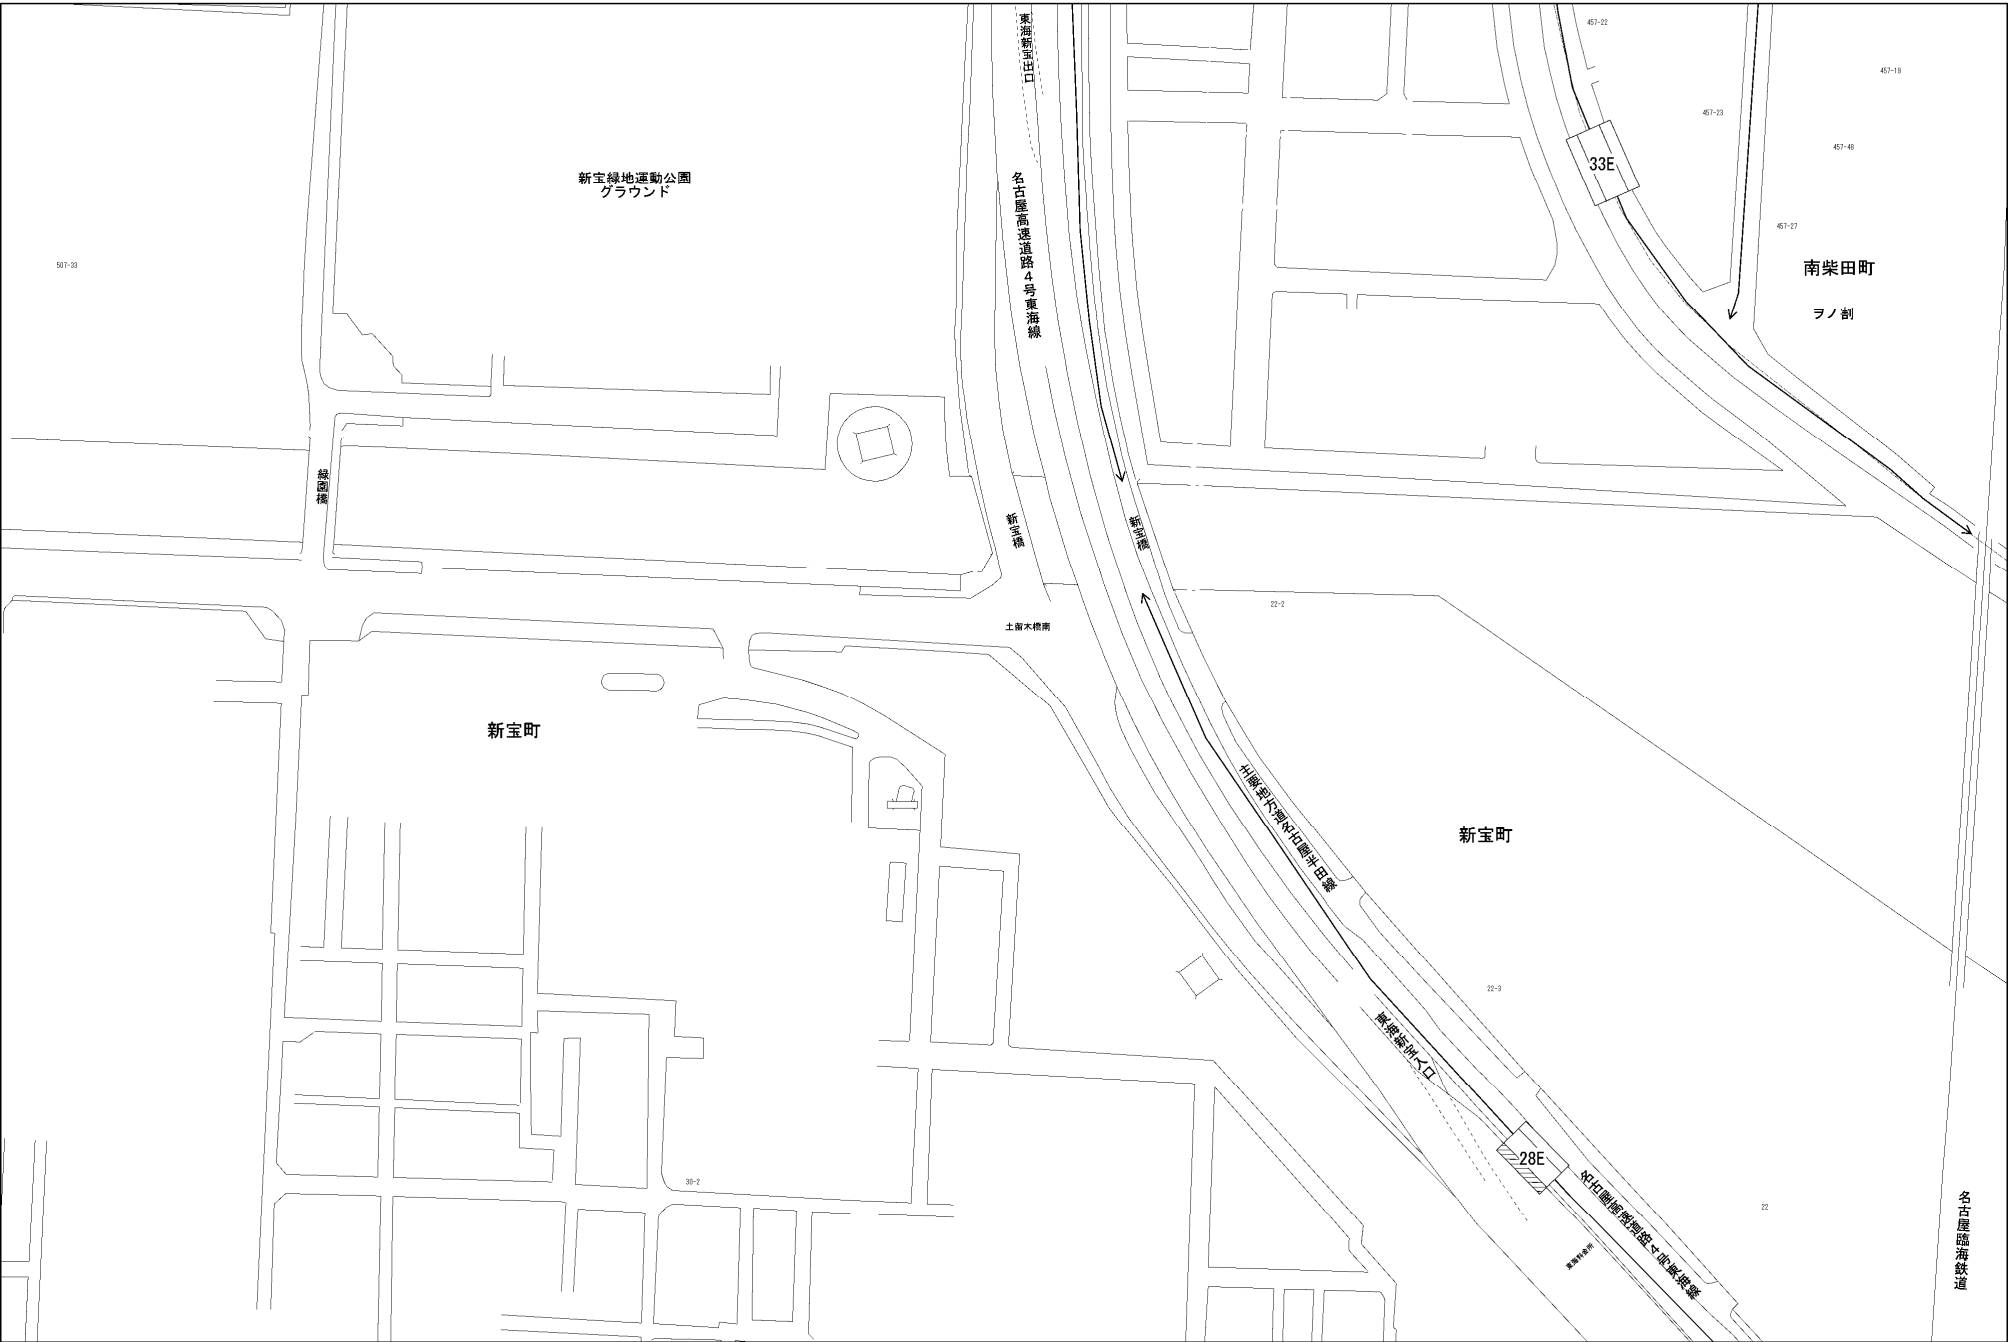 東海新宝出口
457-22
457-19
457-23
457-48
33E
新宝緑地運動公園
グラウンド
名古屋高速道路4号東海線
457-27
507-33
南柴田町
ヲノ割
緑園橋
新宝橋
新宝橋
22-2
土留木橋南
新宝町
主要地方道名古屋半田線
新宝町
22-3
東海新宝入口
28E
30-2
名古屋高速道路4号東海線
22
名古屋臨海鉄道
東海料金所